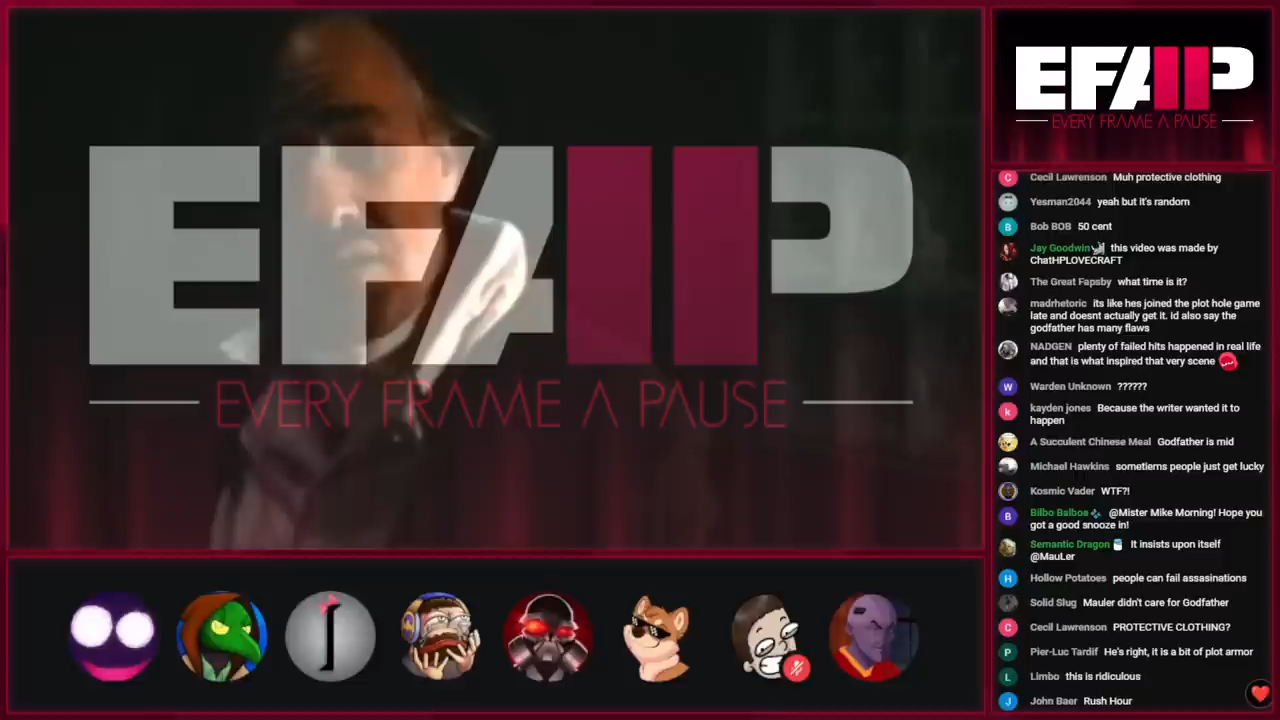 EFAP
EVERY FRAME A PAUSE
EFAP
EVERY FRAME A PAUSE
Cecil Lawrenson Muh protective clothing
Yesman2044 yeah but it's random
Bob BOB 50 cent
Jay Goodwin this video was made by
ChatHPLOVECRAFT
The Great Fapsby what time is it?
madrhetoric its like hes joined the plot hole game
late and doesnt actually get it. id also say the
godfather has many flaws
NADGEN plenty of failed hits happened in real life
and that is what inspired that very scene
Warden Unknown ??????
kayden jones Because the writer wanted it to
happen
A Succulent Chinese Meal Godfather is mid
Michael Hawkins sometiems people just get lucky
Kosmic Vader WTF?!
Bilbo Balboa @Mister Mike Morning! Hope you
got a good snooze in!
Semantic Dragon It insists upon itself
@MauLer
Hollow Potatoes people can fail assasinations
Solid Slug Mauler didn't care for Godfather
Cecil Lawrenson PROTECTIVE CLOTHING?
Pier-Luc Tardif He's right, it is a bit of plot armor
Limbo this is ridiculous
John Baer Rush Hour